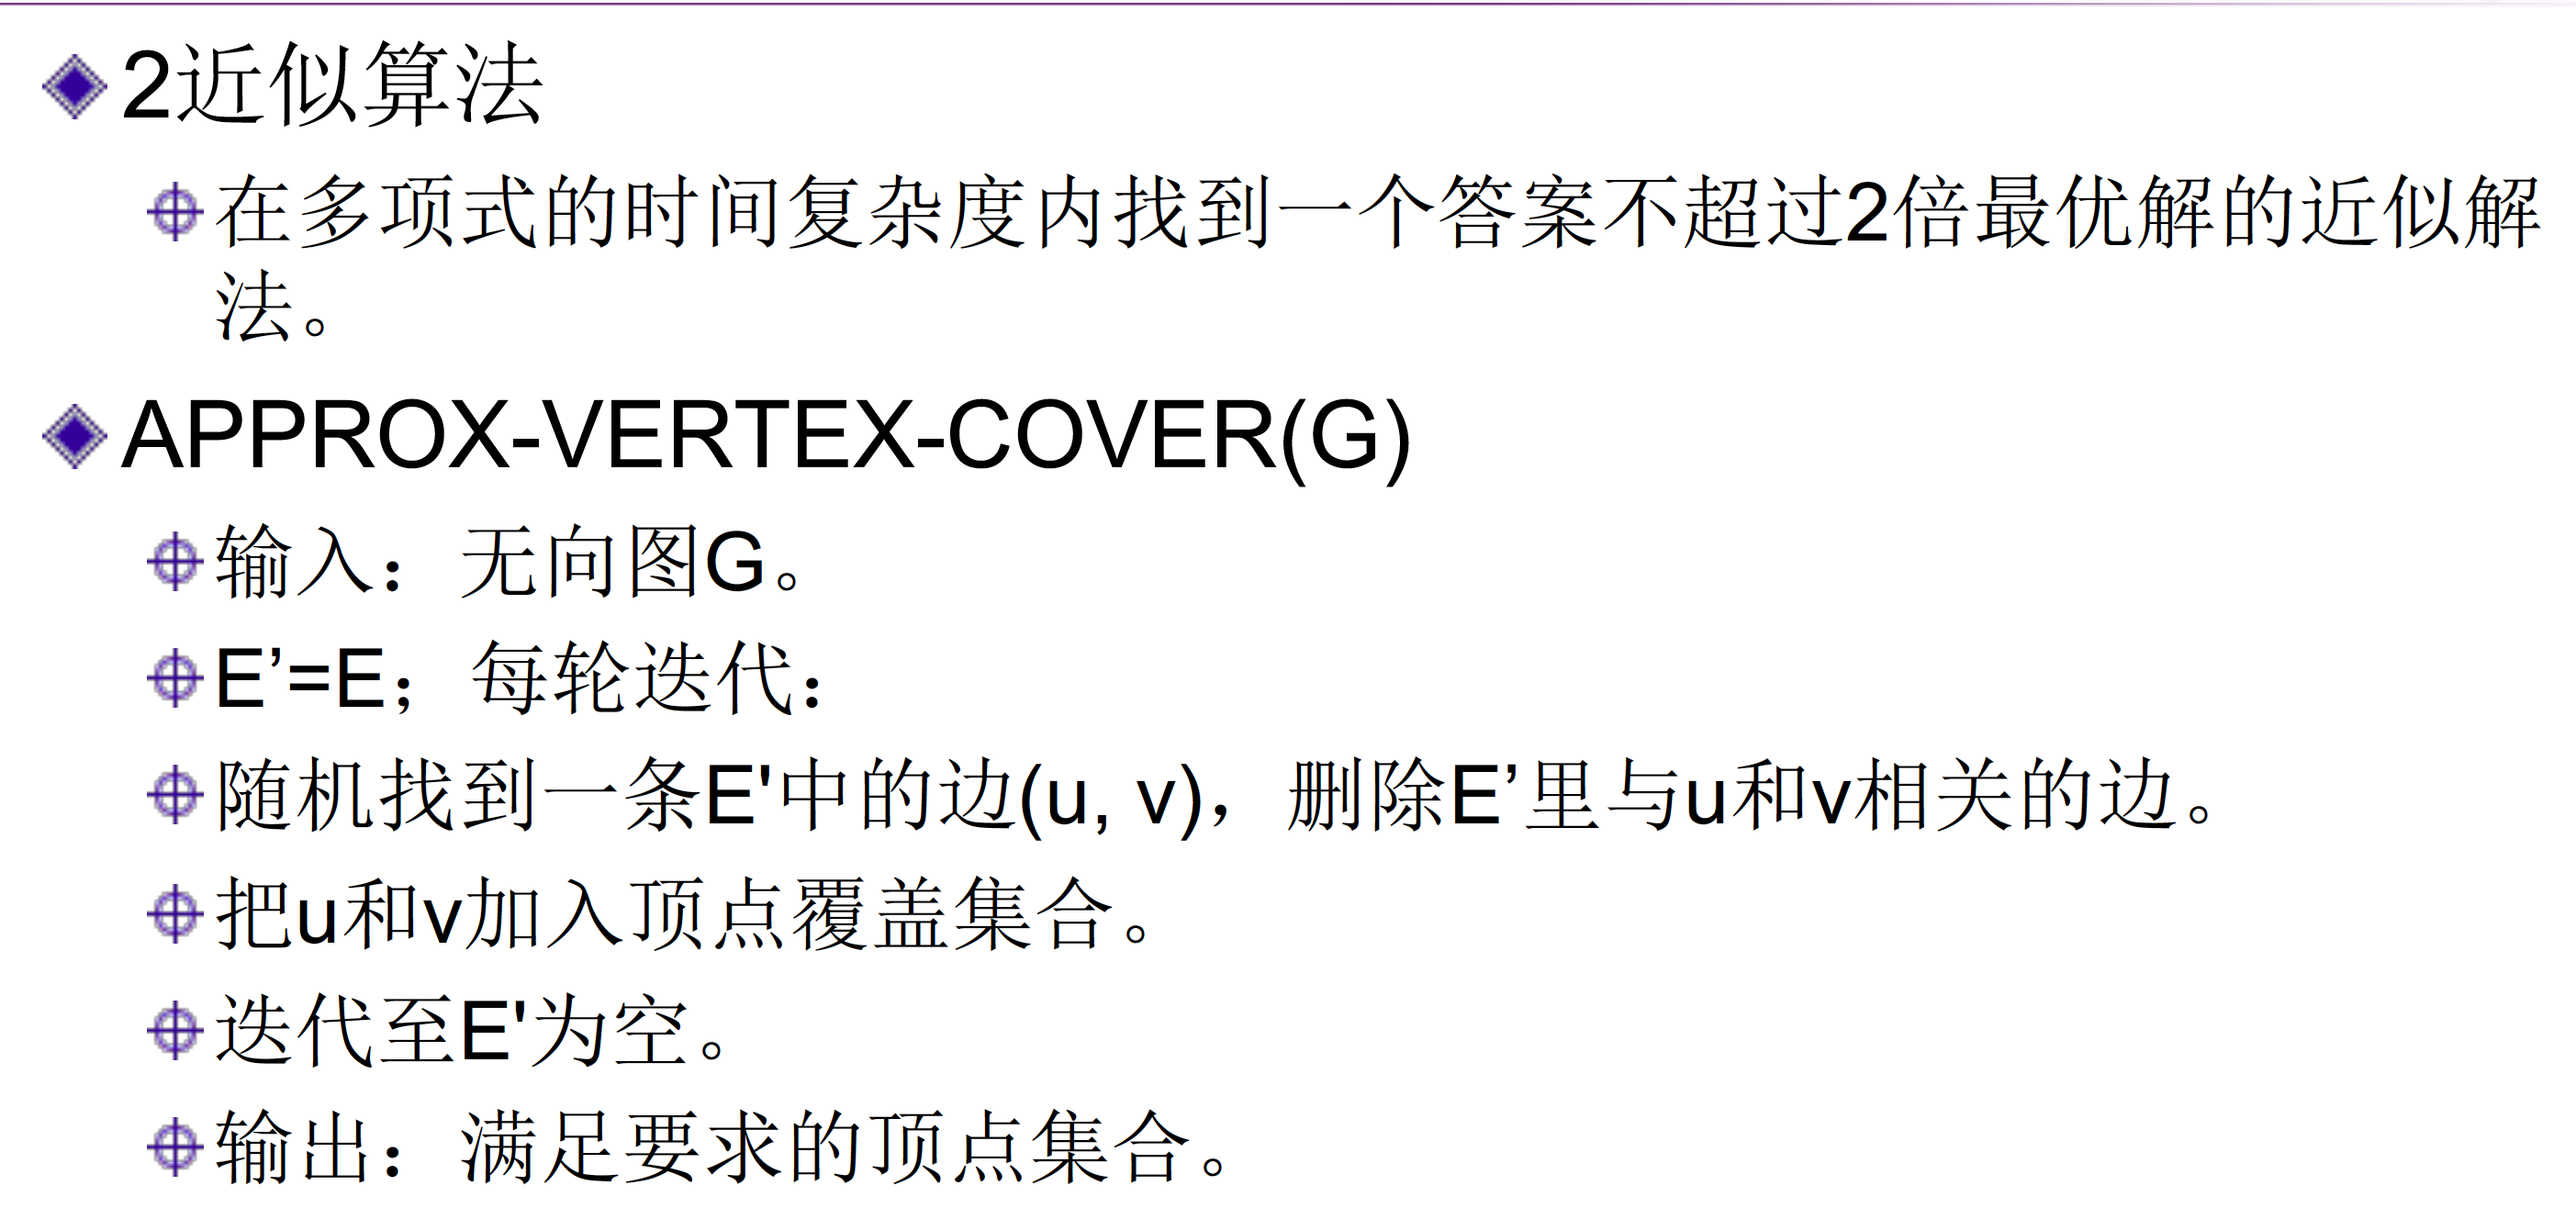 2近似算法
在多项式的时间复杂度内找到一个答案不超过2倍最优解的近似解
法。
APPROX-VERTEX-COVER(G)
输入：无向图G。
E’=E；每轮迭代：
随机找到一条E'中的边(u, v)，删除E’里与u和v相关的边。
把u和v加入顶点覆盖集合。
迭代至E'为空。
输出：满足要求的顶点集合。